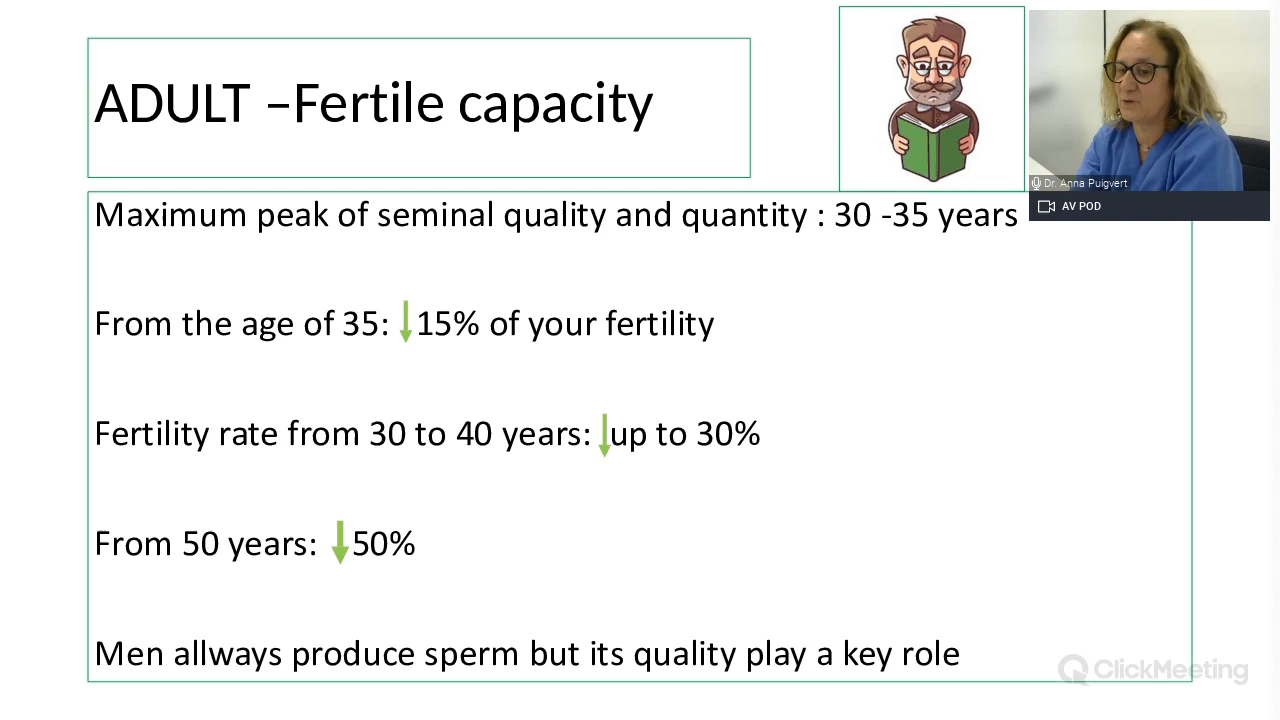 ADULT –Fertile capacity
Dr. Anna Puigvert
AV POD
Maximum peak of seminal quality and quantity : 30 -35 years
From the age of 35: ↓15% of your fertility
Fertility rate from 30 to 40 years: ↓up to 30%
From 50 years: ↓50%
Men allways produce sperm but its quality play a key role
ClickMeeting